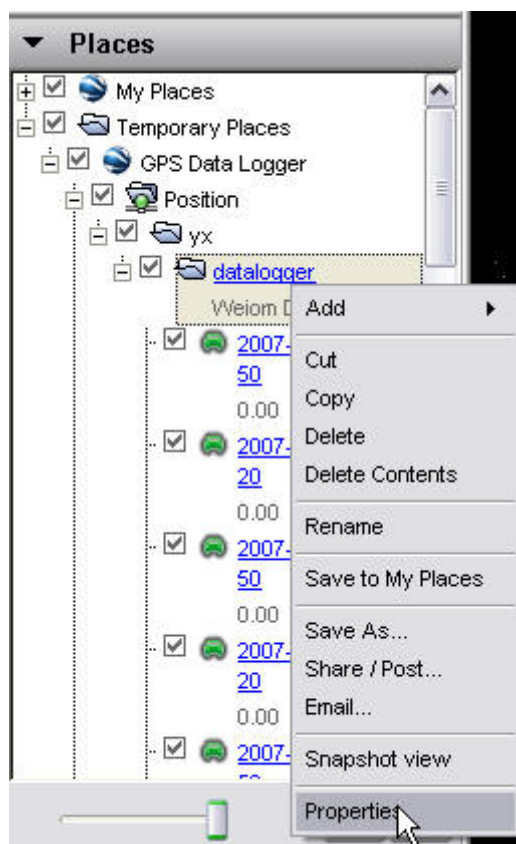 Places
My Places
Temporary Places
GPS Data Logger
Position
yx
datalogger
Weiom
2007-
50
0.00
2007-
20
0.00
2007-
50
0.00
2007-
20
0.00
2007-
Add
Cut
Copy
Delete
Delete Contents
Rename
Save to My Places
Save As...
Share / Post...
Email...
Snapshot view
Properties